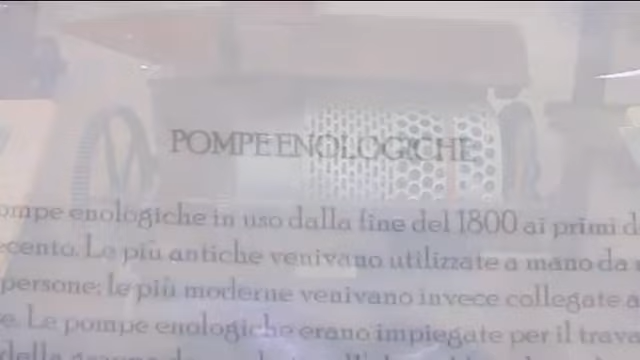 POMPE ENOLOGICHE
ompe enologiche in uso dalla fine del 1800 ai primi d
ecento. Le più antiche venivano utilizzate a mano da
persone; le più moderne venivano invece collegate a
e. Le pompe enologiche erano impiegate per il trava